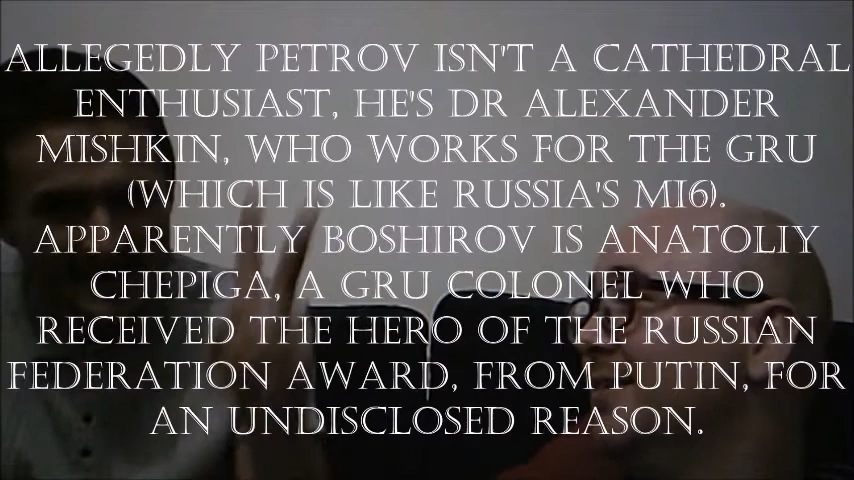 ALLEGEDLY PETROV ISN'T A CATHEDRAL
ENTHUSIAST, HE'S DR ALEXANDER
MISHKIN, WHO WORKS FOR THE GRU
(WHICH IS LIKE RUSSIA'S MI6).
APPARENTLY BOSHIROV IS ANATOLIY
CHEPIGA, A GRU COLONEL WHO
RECEIVED THE HERO OF THE RUSSIAN
FEDERATION AWARD, FROM PUTIN, FOR
AN UNDISCLOSED REASON.